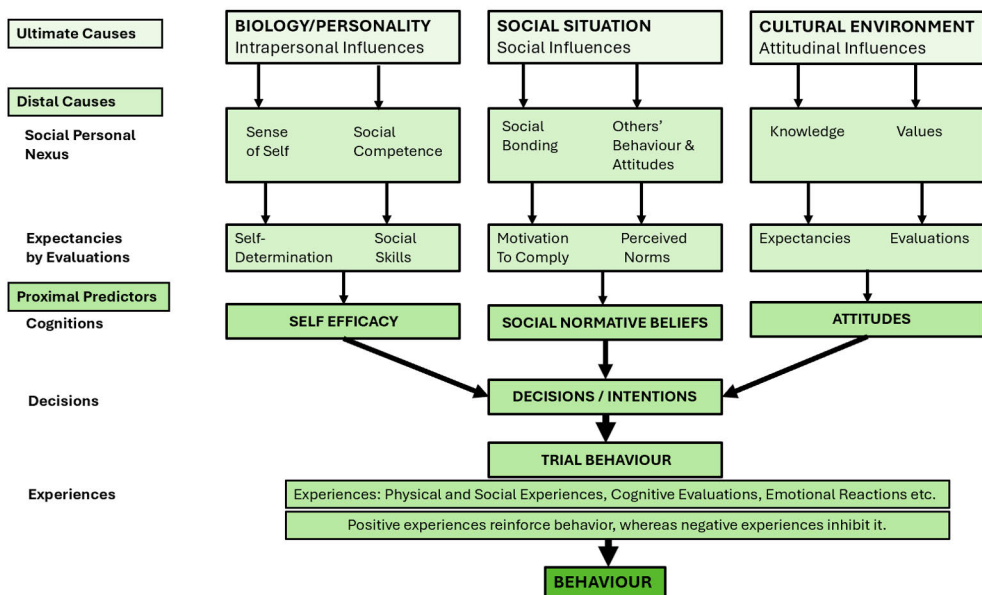 Ultimate Causes
BIOLOGY/PERSONALITY
Intrapersonal Influences
SOCIAL SITUATION
Social Influences
CULTURAL ENVIRONMENT
Attitudinal Influences
Distal Causes
Social Personal
Nexus
Sense
of Self
Social
Competence
Social
Bonding
Others’
Behaviour &
Attitudes
Knowledge
Values
Expectancies
by Evaluations
Self-
Determination
Social
Skills
Motivation
To Comply
Perceived
Norms
Expectancies
Evaluations
Proximal Predictors
Cognitions
SELF EFFICACY
SOCIAL NORMATIVE BELIEFS
ATTITUDES
Decisions
DECISIONS / INTENTIONS
TRIAL BEHAVIOUR
Experiences
Experiences: Physical and Social Experiences, Cognitive Evaluations, Emotional Reactions etc.
Positive experiences reinforce behavior, whereas negative experiences inhibit it.
BEHAVIOUR